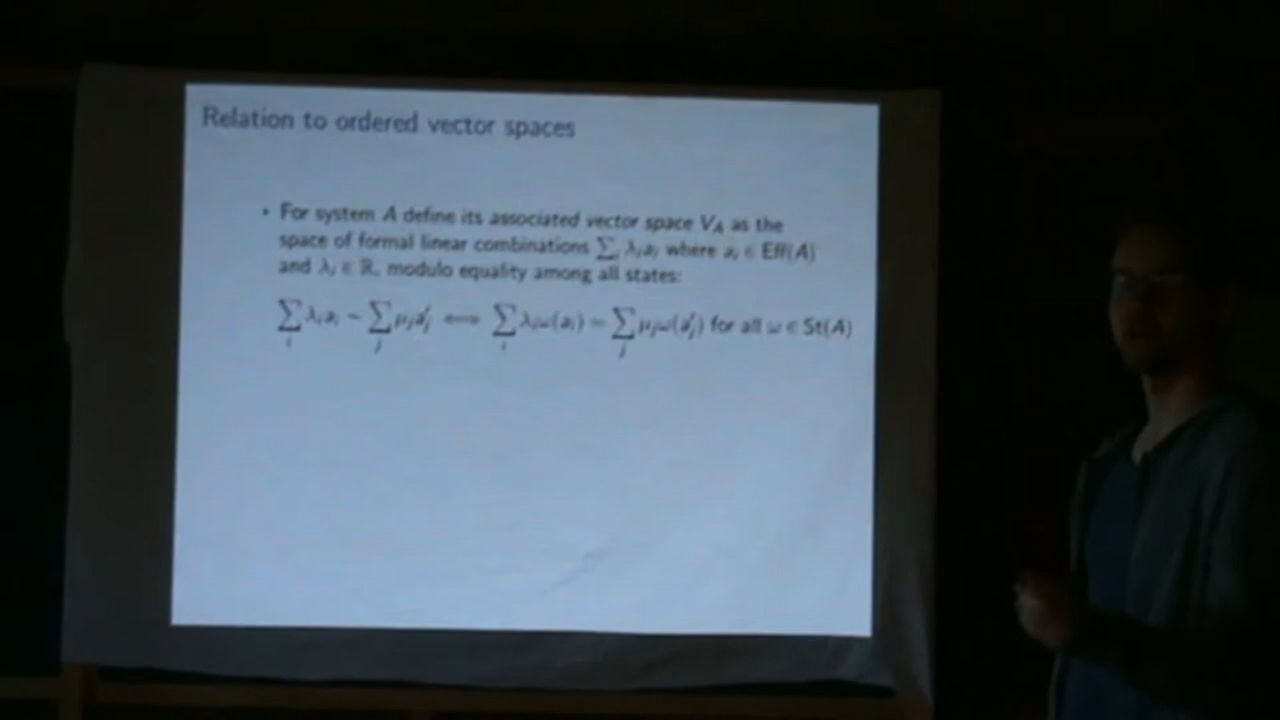 Relation to ordered vector spaces
• For system A define its associated vector space V_A as the
space of formal linear combinations ∑_i λ_i a_i where a_i ∈ Eff(A)
and λ_i ∈ ℝ, modulo equality among all states:
∑_i λ_i a_i ~ ∑_j μ_j a'_j ⟺ ∑_i λ_i ω(a_i) = ∑_j μ_j ω(a'_j) for all ω ∈ St(A)